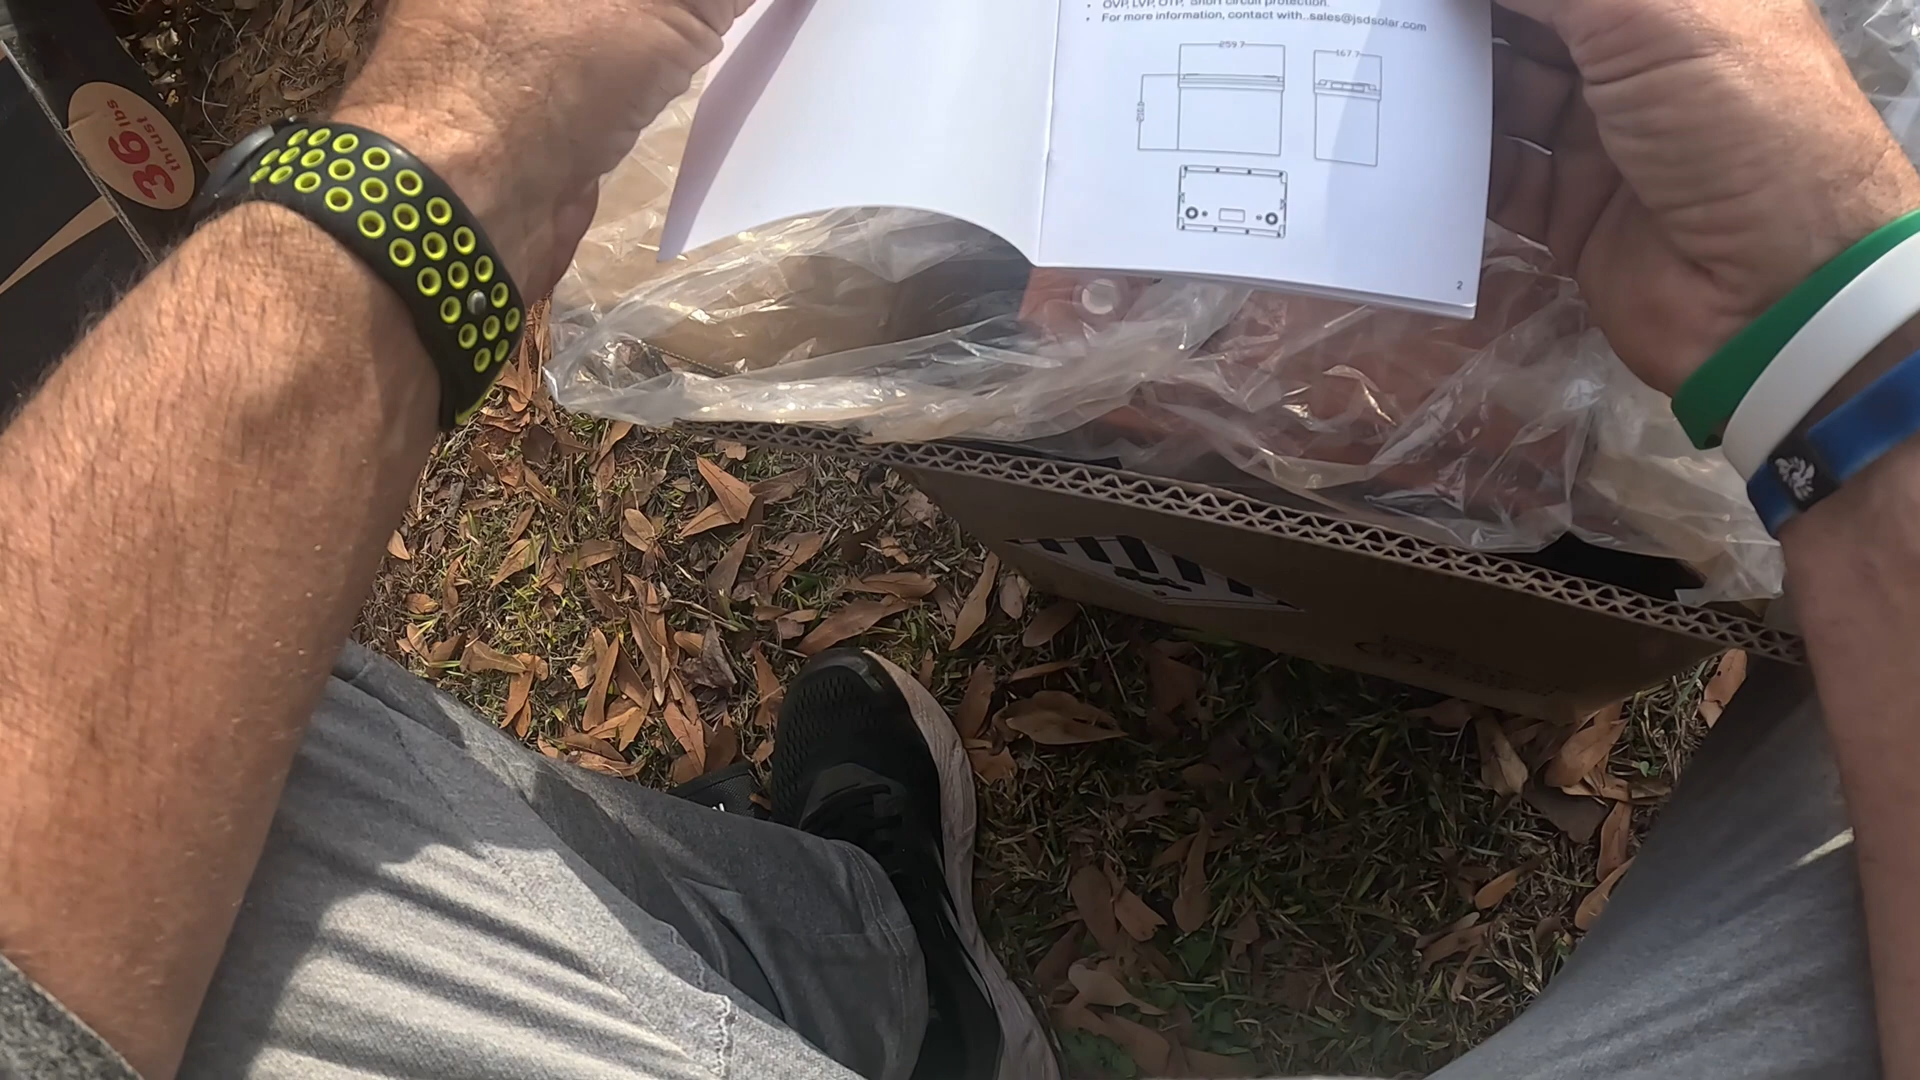 OVP, LVP, OTP, Short circuit protection.
For more information, contact with..sales@jsdsolar.com
259.7
167.7
2
36 lbs
thrust